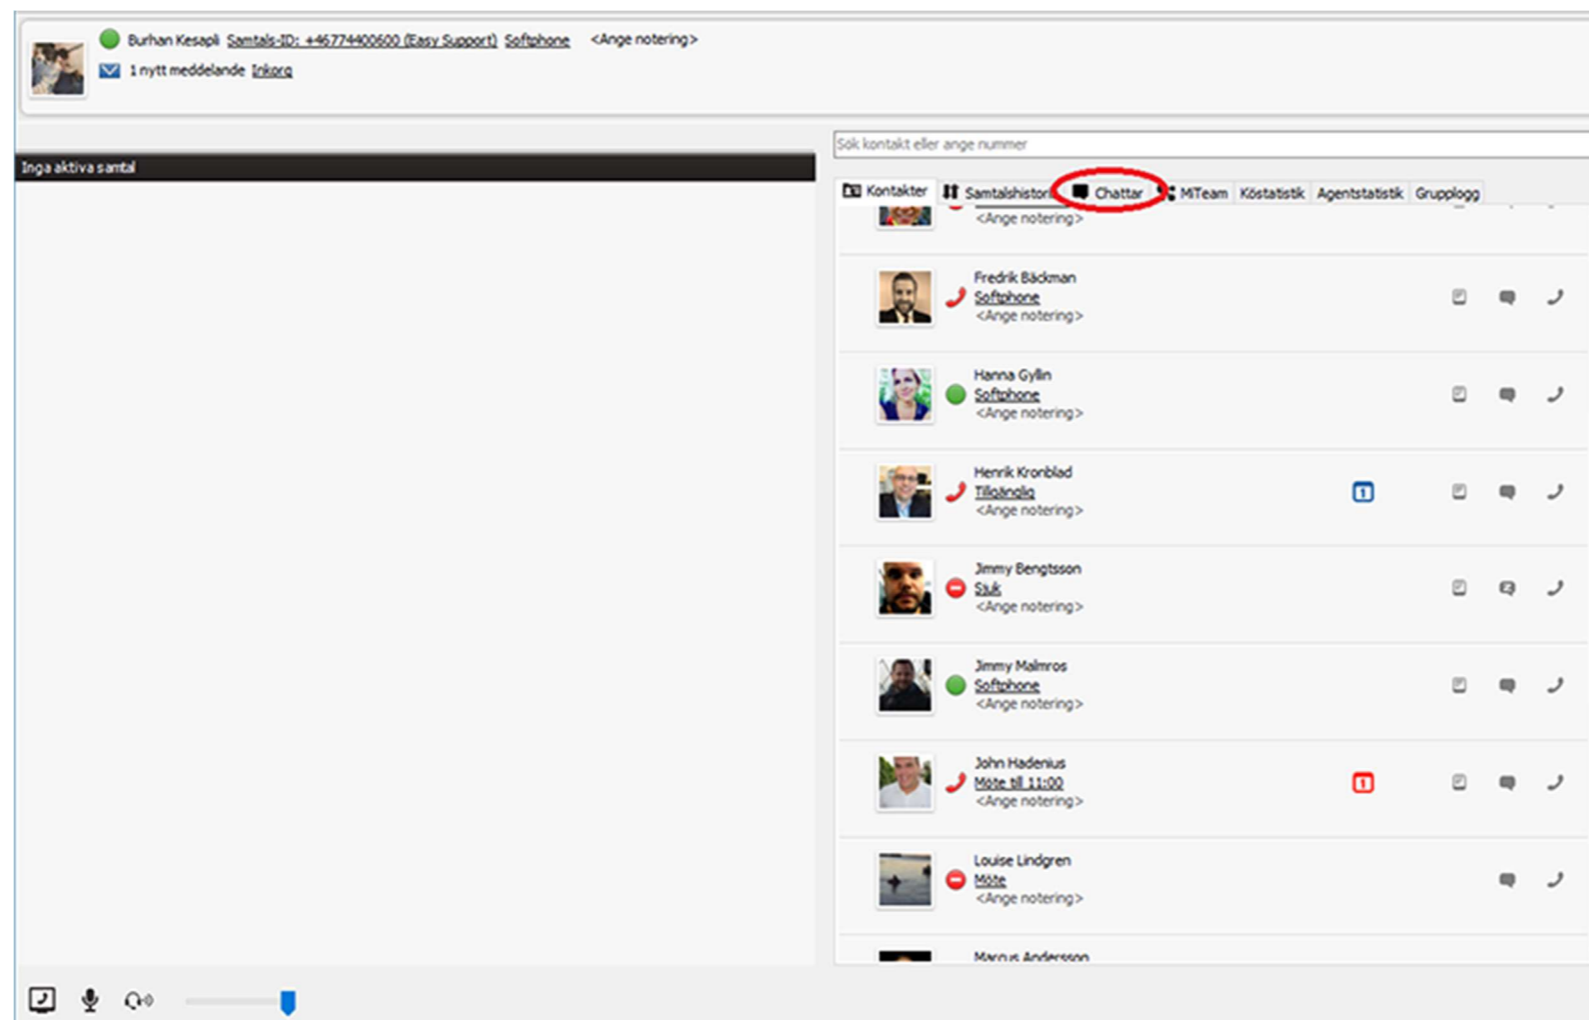 Burhan Kesapli Samtals-ID: +46774400600 (Easy Support) Softphone <Ange notering>
1 nytt meddelande Inkorg
Inga aktiva samtal
Sök kontakt eller ange nummer
Kontakter Samtalshistori Chattar MiTeam Köstatistik Agentstatistik Grupplogg
<Ange notering>
Fredrik Bäckman
Softphone
<Ange notering>
Hanna Gyllin
Softphone
<Ange notering>
Henrik Kronblad
Tillgänglig
<Ange notering>
Jimmy Bengtsson
Sjuk
<Ange notering>
Jimmy Malmros
Softphone
<Ange notering>
John Hadenius
Möte till 11:00
<Ange notering>
Louise Lindgren
Möte
<Ange notering>
Marcus Andersson